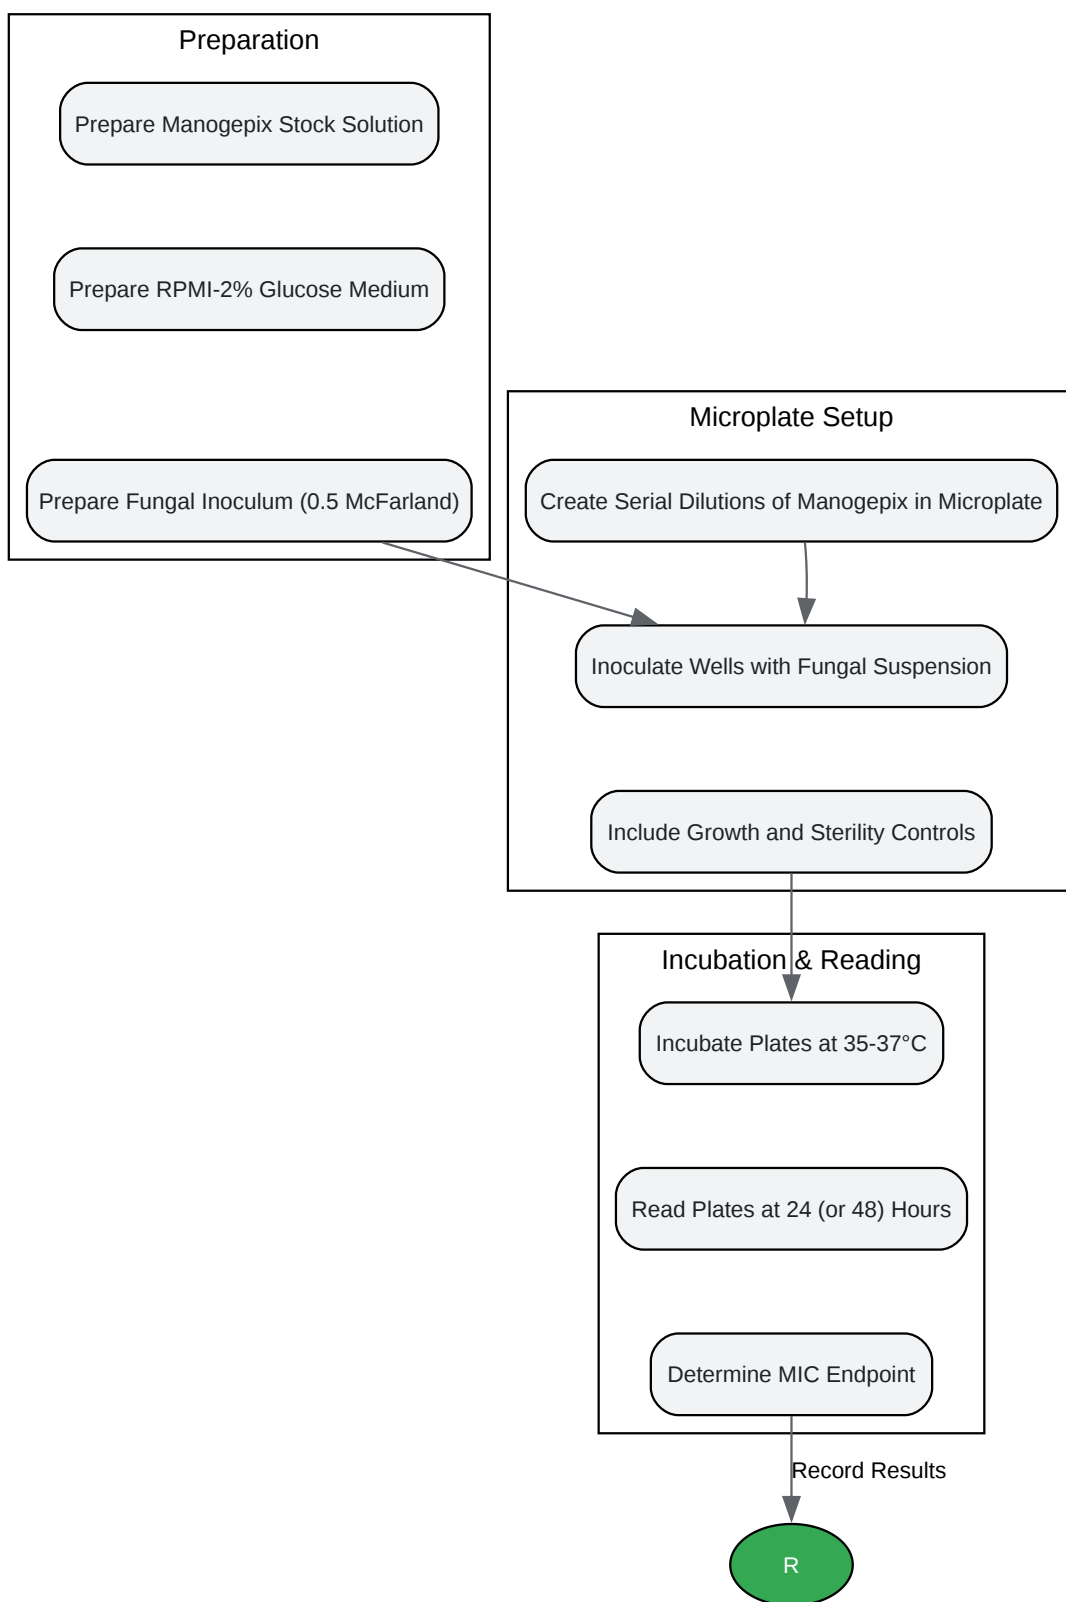 Preparation
Prepare Manogepix Stock Solution
Prepare RPMI-2% Glucose Medium
Prepare Fungal Inoculum (0.5 McFarland)
Microplate Setup
Create Serial Dilutions of Manogepix in Microplate
Inoculate Wells with Fungal Suspension
Include Growth and Sterility Controls
Incubation & Reading
Incubate Plates at 35-37°C
Read Plates at 24 (or 48) Hours
Determine MIC Endpoint
Record Results
R